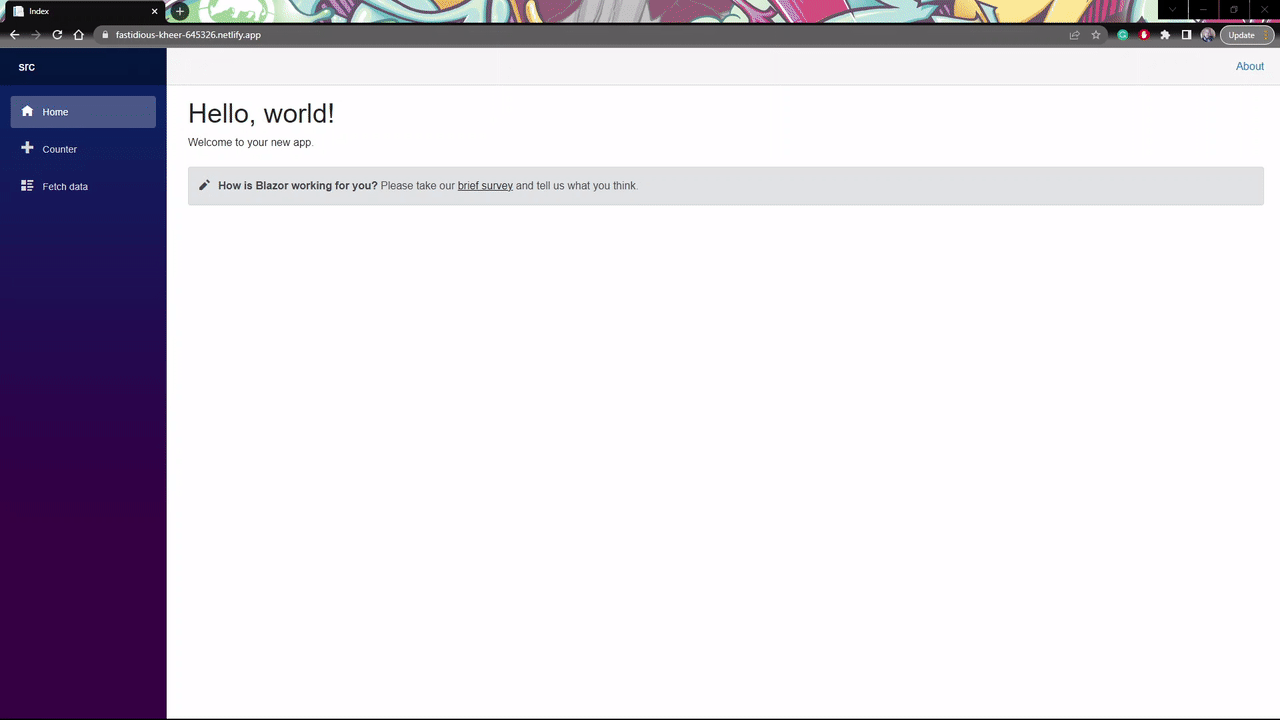 Index
fastidious-kheer-645326.netlify.app
Update
src
About
Home
Counter
Fetch data
Hello, world!
Welcome to your new app.
How is Blazor working for you? Please take our brief survey and tell us what you think.